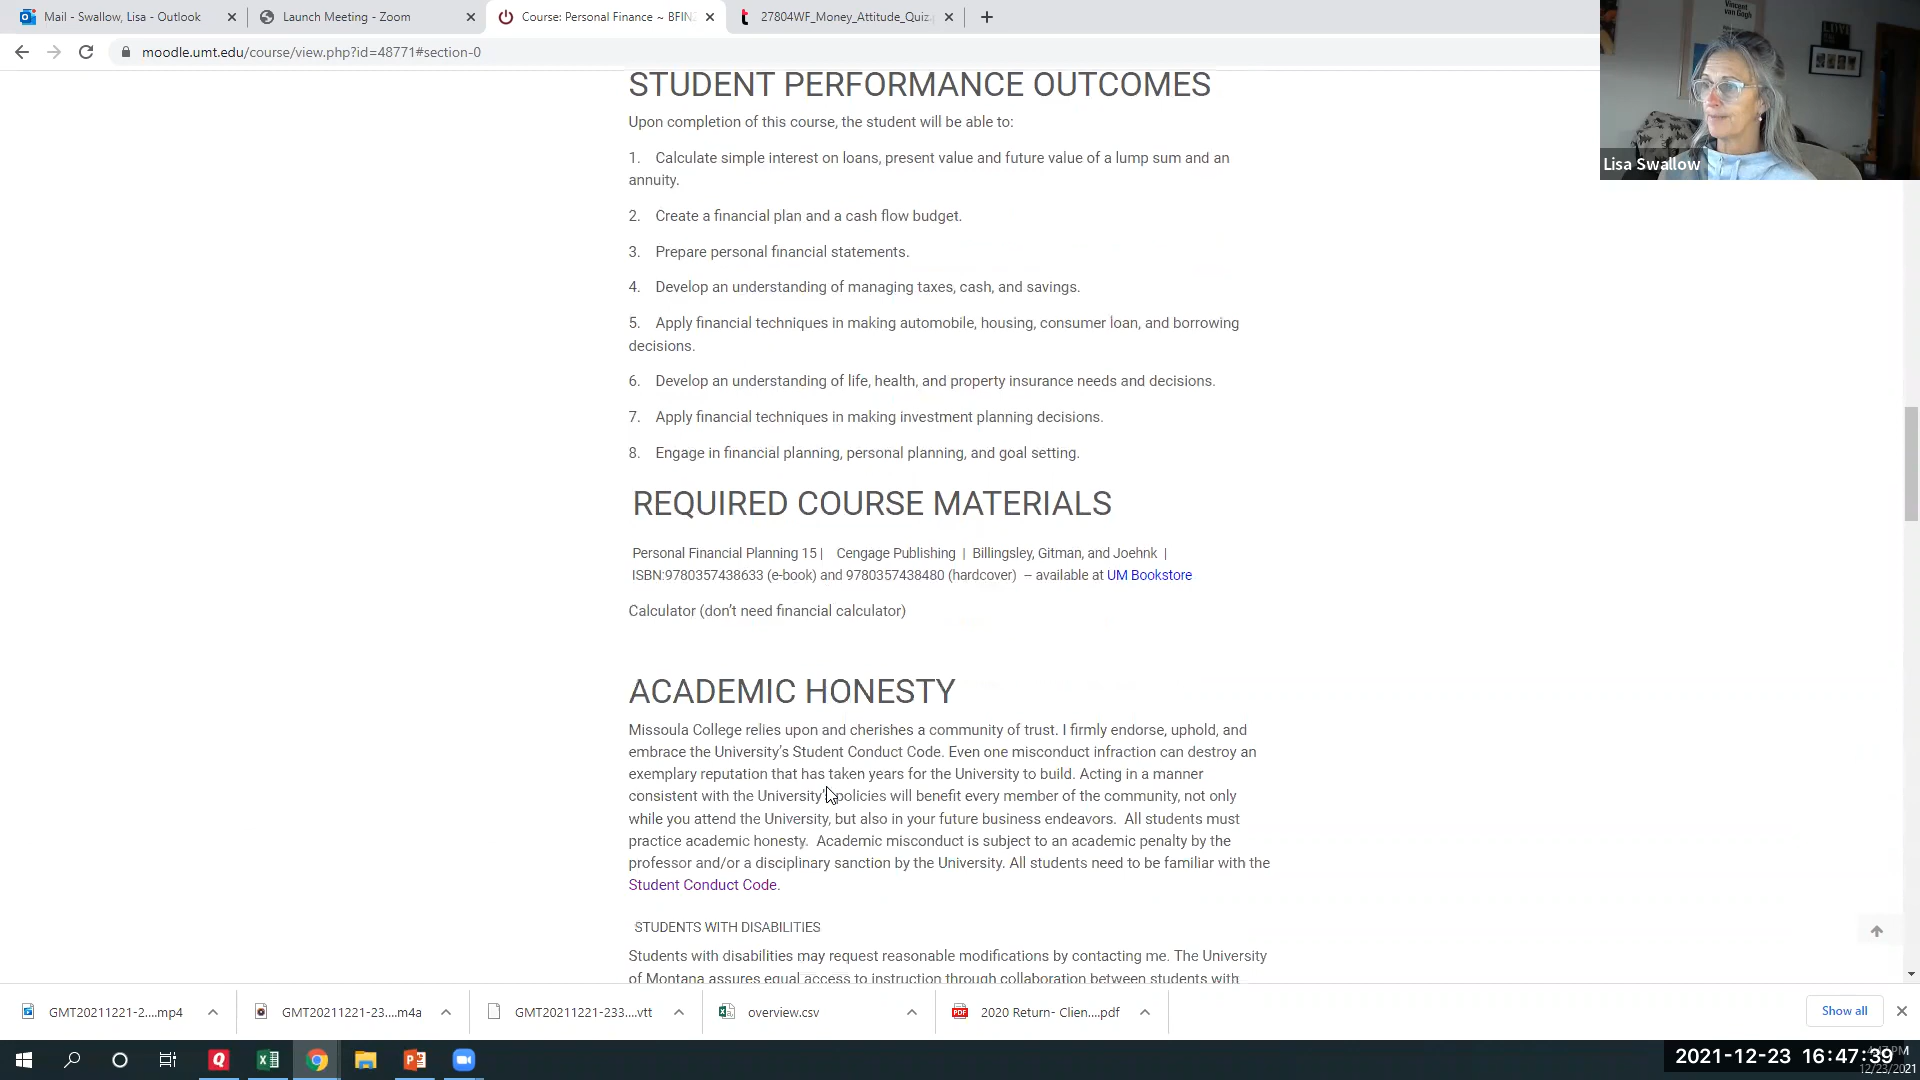 Mail - Swallow, Lisa - Outlook
Launch Meeting - Zoom
Course: Personal Finance ~ BFIN
27804WF_Money_Attitude_Quiz
moodle.umt.edu/course/view.php?id=48771#section-0
Vincent van Gogh
LOVE
Lisa Swallow
STUDENT PERFORMANCE OUTCOMES
Upon completion of this course, the student will be able to:
1. Calculate simple interest on loans, present value and future value of a lump sum and an
annuity.
2. Create a financial plan and a cash flow budget.
3. Prepare personal financial statements.
4. Develop an understanding of managing taxes, cash, and savings.
5. Apply financial techniques in making automobile, housing, consumer loan, and borrowing
decisions.
6. Develop an understanding of life, health, and property insurance needs and decisions.
7. Apply financial techniques in making investment planning decisions.
8. Engage in financial planning, personal planning, and goal setting.
REQUIRED COURSE MATERIALS
Personal Financial Planning 15 | Cengage Publishing | Billingsley, Gitman, and Joehnk |
ISBN:9780357438633 (e-book) and 9780357438480 (hardcover) – available at UM Bookstore
Calculator (don't need financial calculator)
ACADEMIC HONESTY
Missoula College relies upon and cherishes a community of trust. I firmly endorse, uphold, and
embrace the University's Student Conduct Code. Even one misconduct infraction can destroy an
exemplary reputation that has taken years for the University to build. Acting in a manner
consistent with the University' policies will benefit every member of the community, not only
while you attend the University, but also in your future business endeavors. All students must
practice academic honesty. Academic misconduct is subject to an academic penalty by the
professor and/or a disciplinary sanction by the University. All students need to be familiar with the
Student Conduct Code.
STUDENTS WITH DISABILITIES
Students with disabilities may request reasonable modifications by contacting me. The University
of Montana assures equal access to instruction through collaboration between students with
GMT20211221-2....mp4
GMT20211221-23....m4a
GMT20211221-233....vtt
overview.csv
PDF
2020 Return- Clien....pdf
Show all
2021-12-23 16:47:39
12/23/2021